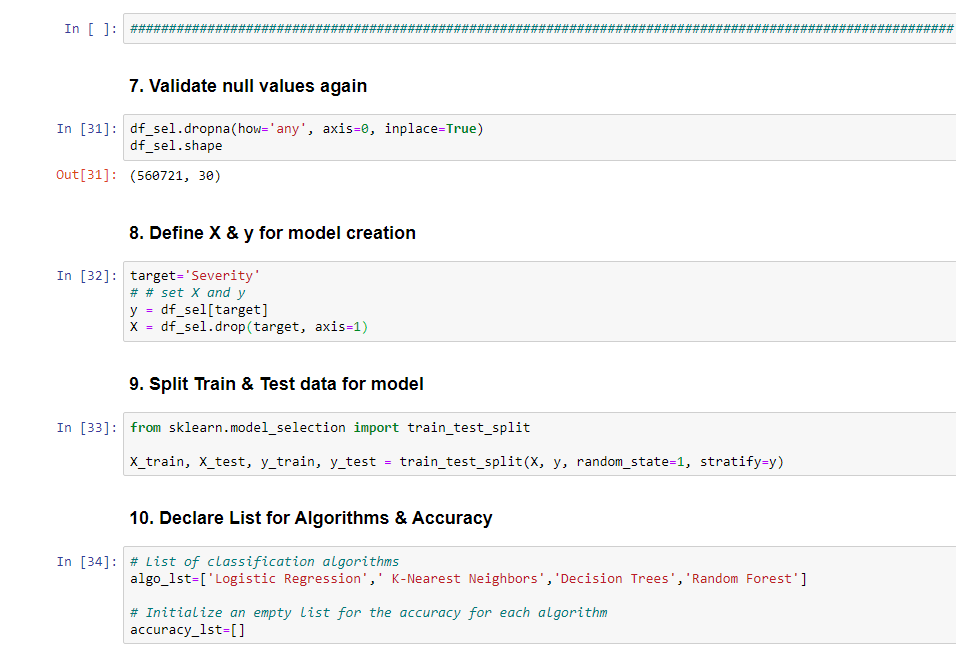 In [ ]: ###########################################################################################################
7. Validate null values again
In [31]: df_sel.dropna(how='any', axis=0, inplace=True)
df_sel.shape
Out[31]: (560721, 30)
8. Define X & y for model creation
In [32]: target='Severity'
# # set X and y
y = df_sel[target]
X = df_sel.drop(target, axis=1)
9. Split Train & Test data for model
In [33]: from sklearn.model_selection import train_test_split
X_train, X_test, y_train, y_test = train_test_split(X, y, random_state=1, stratify=y)
10. Declare List for Algorithms & Accuracy
In [34]: # List of classification algorithms
algo_lst=['Logistic Regression',' K-Nearest Neighbors','Decision Trees','Random Forest']
# Initialize an empty list for the accuracy for each algorithm
accuracy_lst=[]